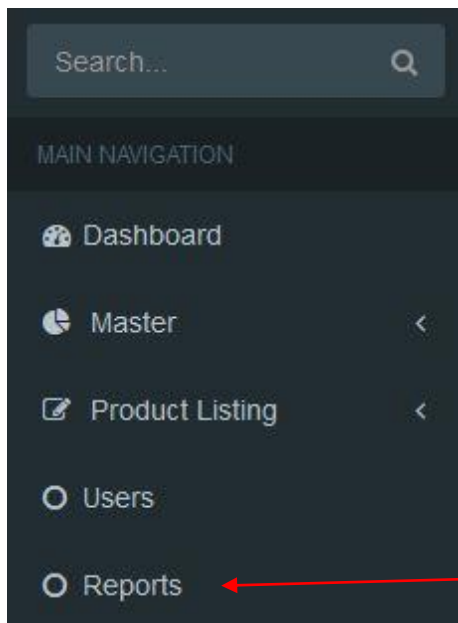 Search...
MAIN NAVIGATION
Dashboard
Master
Product Listing
Users
Reports